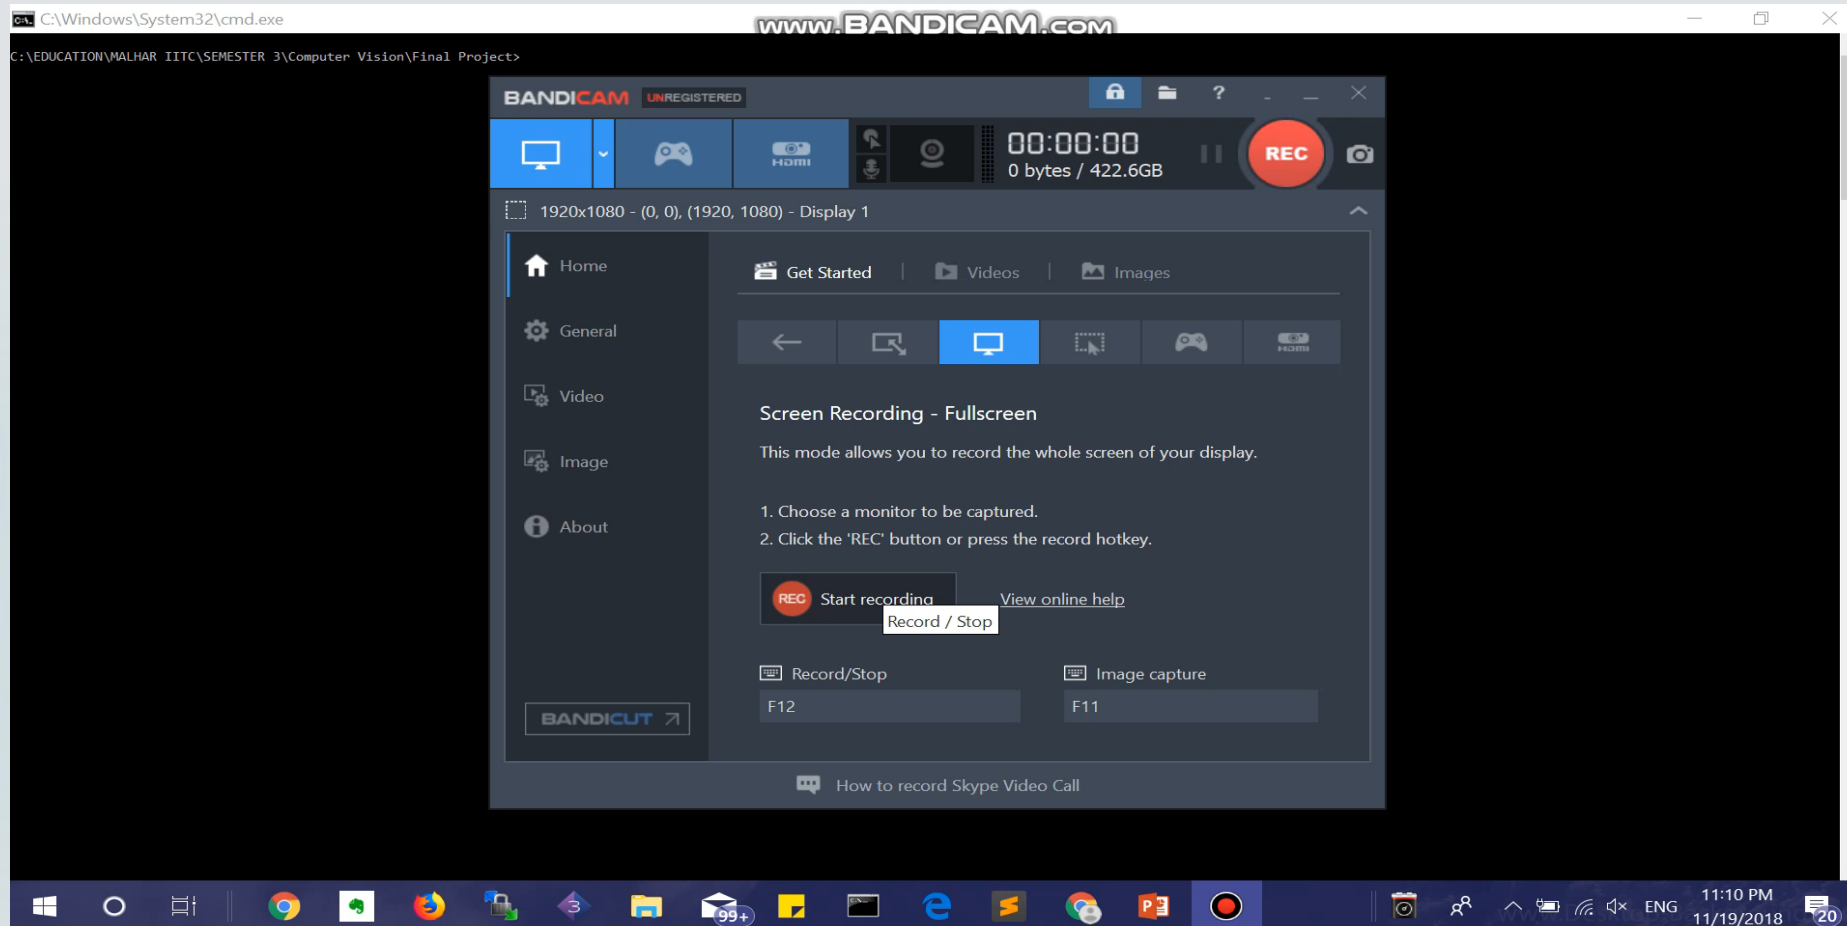 C:\Windows\System32\cmd.exe
www.BANDICAM.com
C:\EDUCATION\MALHAR IITC\SEMESTER 3\Computer Vision\Final Project>
BANDICAM UNREGISTERED
?
HDMI
00:00:00
0 bytes / 422.6GB
REC
1920x1080 - (0, 0), (1920, 1080) - Display 1
Home
General
Video
Image
About
BANDICUT
Get Started
Videos
Images
HDMI
Screen Recording - Fullscreen
This mode allows you to record the whole screen of your display.
1. Choose a monitor to be captured.
2. Click the 'REC' button or press the record hotkey.
REC Start recording
View online help
Record / Stop
Record/Stop
Image capture
F12
F11
How to record Skype Video Call
99+
ENG
11:10 PM
11/19/2018
20